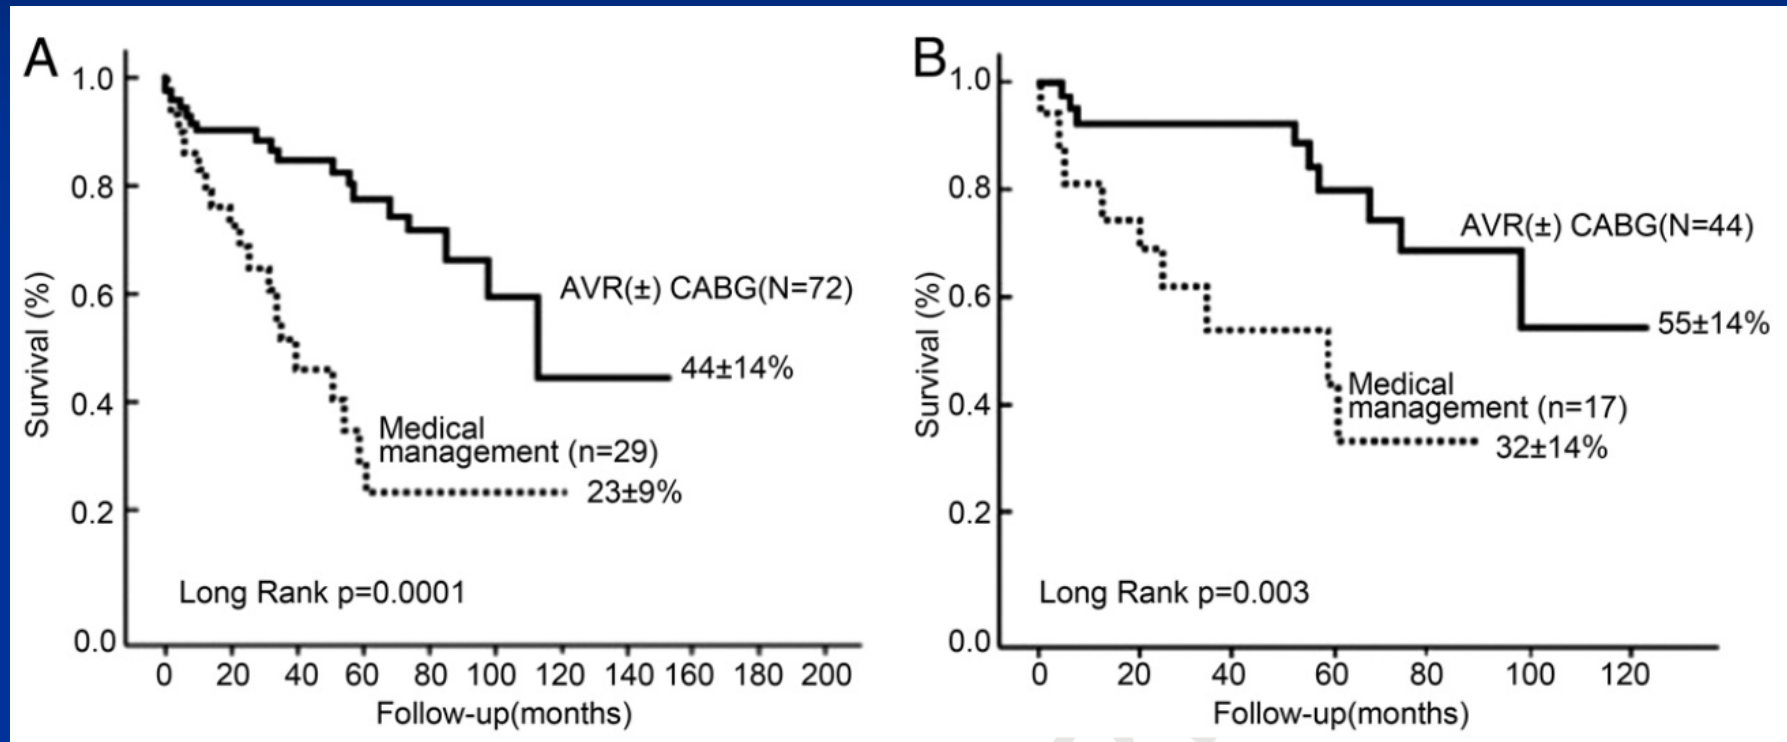 A
1.0
0.8
0.6
0.4
0.2
0.0
Survival (%)
AVR(±) CABG(N=72)
44±14%
Medical
management (n=29)
23±9%
Long Rank p=0.0001
0 20 40 60 80 100 120 140 160 180 200
Follow-up(months)
B
1.0
0.8
0.6
0.4
0.2
0.0
Survival (%)
AVR(±) CABG(N=44)
55±14%
Medical
management (n=17)
32±14%
Long Rank p=0.003
0 20 40 60 80 100 120
Follow-up(months)